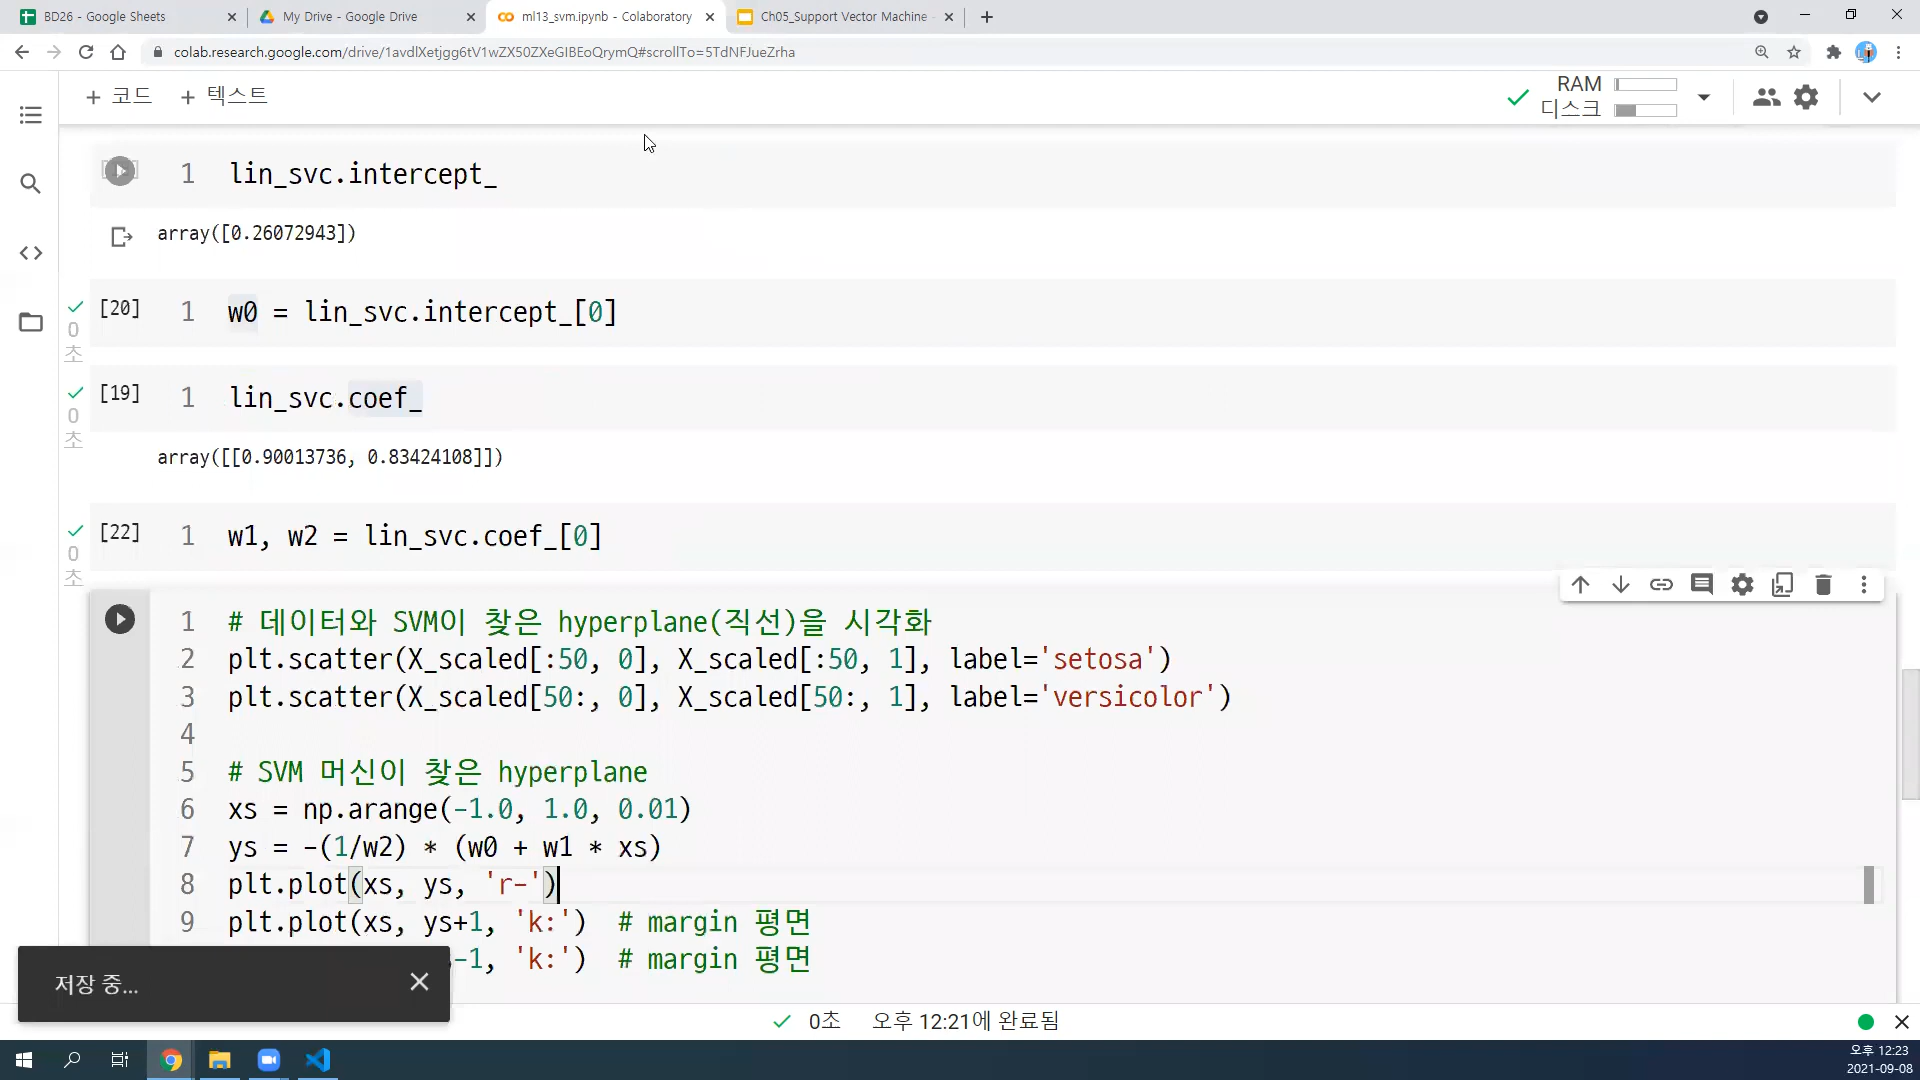 BD26 - Google Sheets
My Drive - Google Drive
ml13_svm.ipynb - Colaboratory
Ch05_Support Vector Machine
colab.research.google.com/drive/1avdlXetjgg6tV1wZX50ZXeGIBEoQrymQ#scrollTo=5TdNFJueZrha
+ 코드 + 텍스트
RAM
디스크
1 lin_svc.intercept_
array([0.26072943])
[20] 1 w0 = lin_svc.intercept_[0]
0
초
[19] 1 lin_svc.coef_
0
초
array([[0.90013736, 0.83424108]])
[22] 1 w1, w2 = lin_svc.coef_[0]
0
초
1 # 데이터와 SVM이 찾은 hyperplane(직선)을 시각화
2 plt.scatter(X_scaled[:50, 0], X_scaled[:50, 1], label='setosa')
3 plt.scatter(X_scaled[50:, 0], X_scaled[50:, 1], label='versicolor')
4
5 # SVM 머신이 찾은 hyperplane
6 xs = np.arange(-1.0, 1.0, 0.01)
7 ys = -(1/w2) * (w0 + w1 * xs)
8 plt.plot(xs, ys, 'r-')
9 plt.plot(xs, ys+1, 'k:') # margin 평면
-1, 'k:') # margin 평면
저장 중...
0초 오후 12:21에 완료됨
오후 12:23
2021-09-08